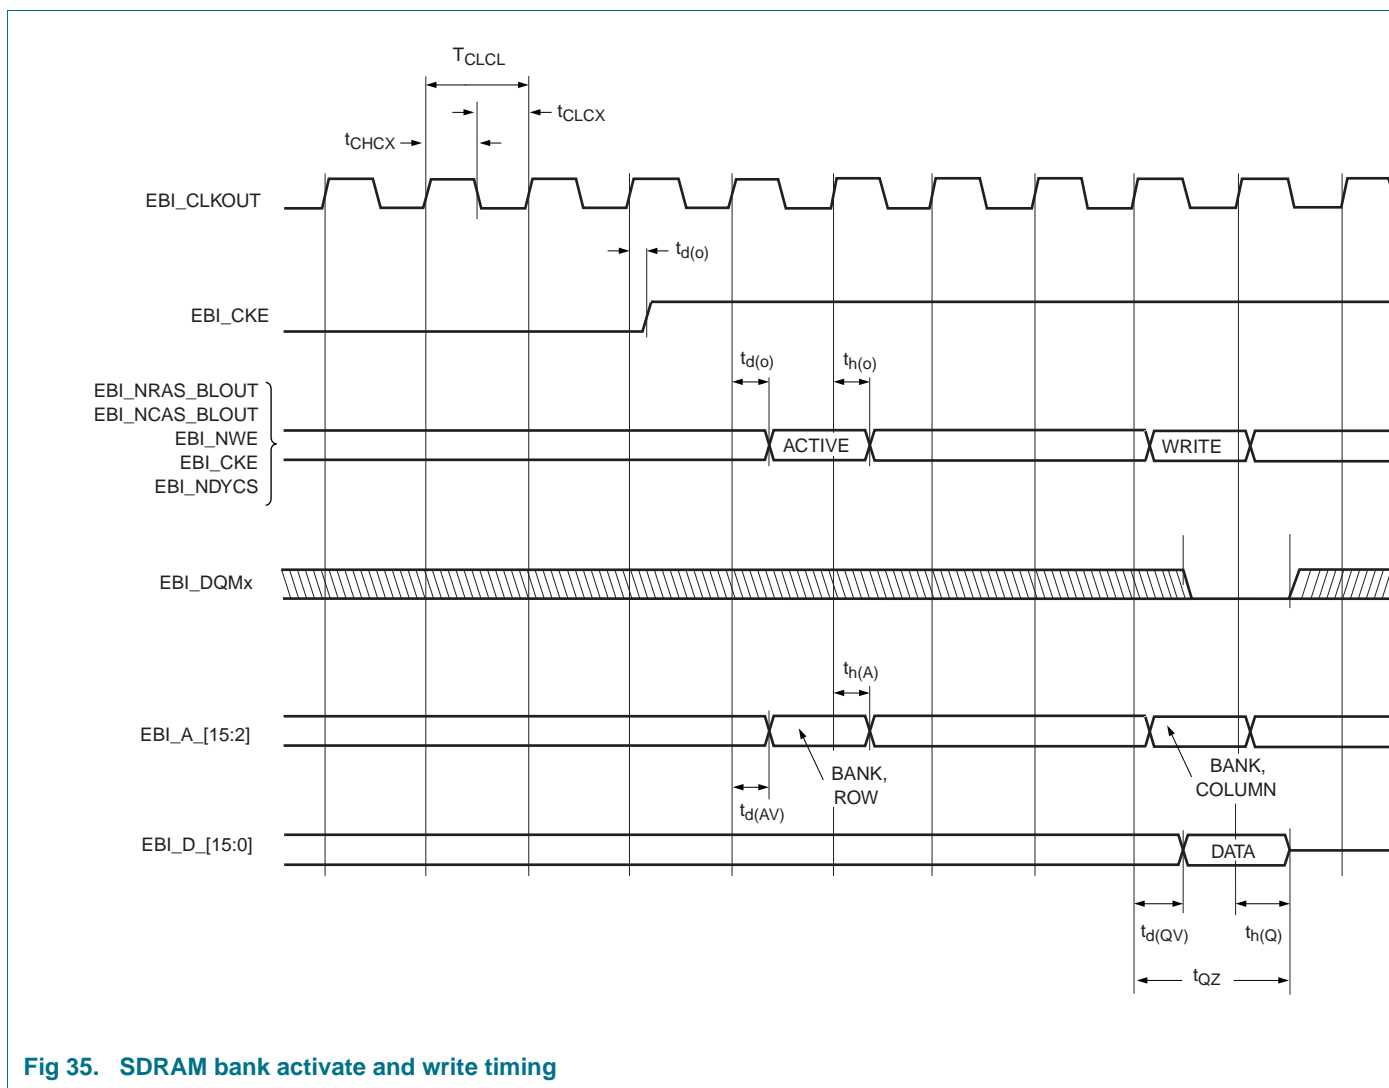 TCLCL
tCLCX
tCHCX
EBI_CLKOUT
td(o)
EBI_CKE
td(o)
th(o)
EBI_NRAS_BLOUT
EBI_NCAS_BLOUT
EBI_NWE
EBI_CKE
EBI_NDYCS
ACTIVE
WRITE
EBI_DQMx
th(A)
EBI_A_[15:2]
BANK,
ROW
BANK,
COLUMN
td(AV)
EBI_D_[15:0]
DATA
td(QV)
th(Q)
tQZ
Fig 35. SDRAM bank activate and write timing